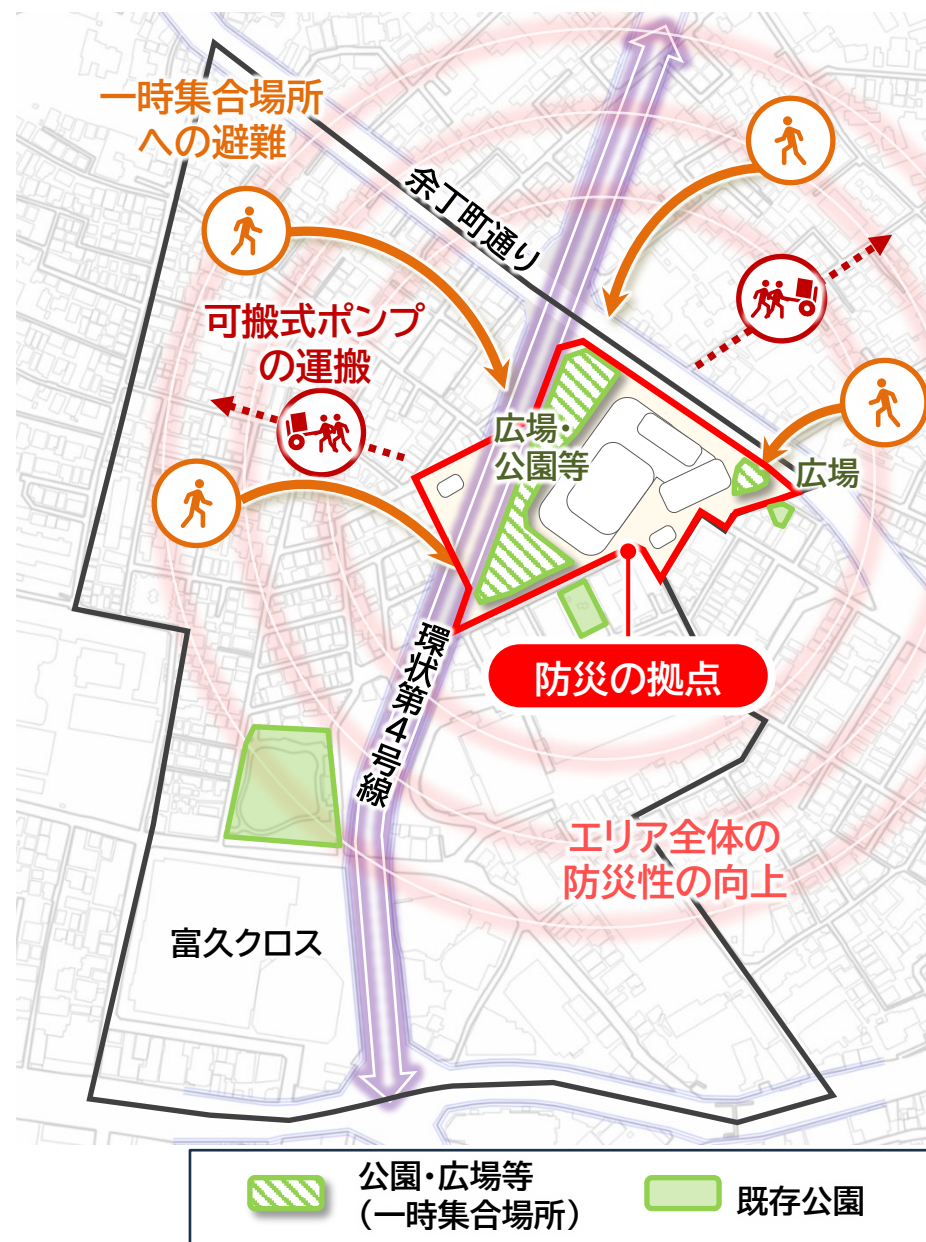 一時集合場所
への避難
余丁町通り
可搬式ポンプ
の運搬
広場・
公園等
広場
防災の拠点
環状第4号線
エリア全体の
防災性の向上
富久クロス
公園・広場等
（一時集合場所）
既存公園